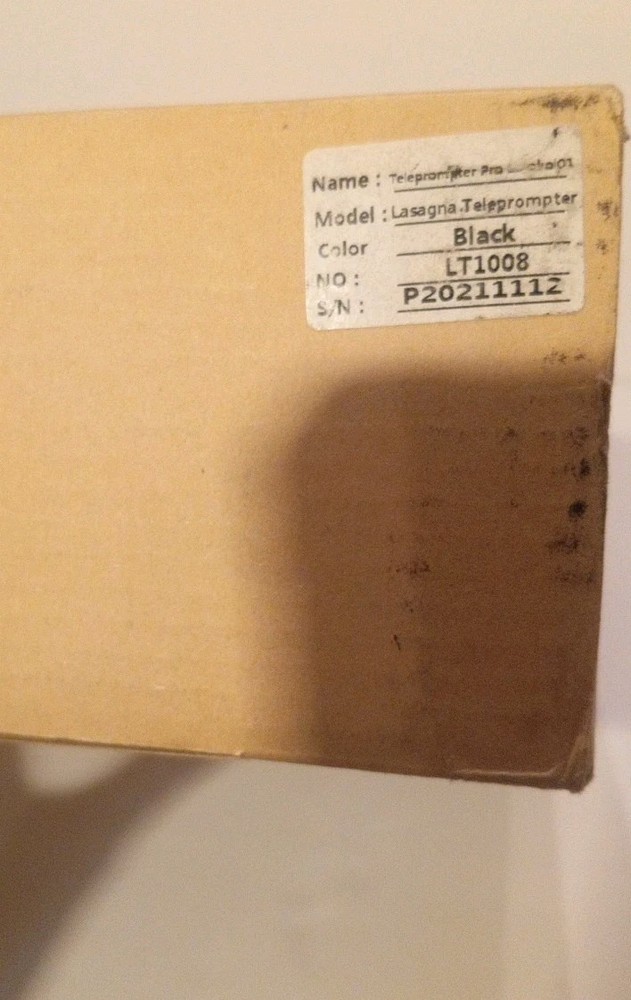 Name : Teleprompter Pro
Model : Lasagna.Teleprompter
Color Black
NO : LT1008
S/N : P20211112